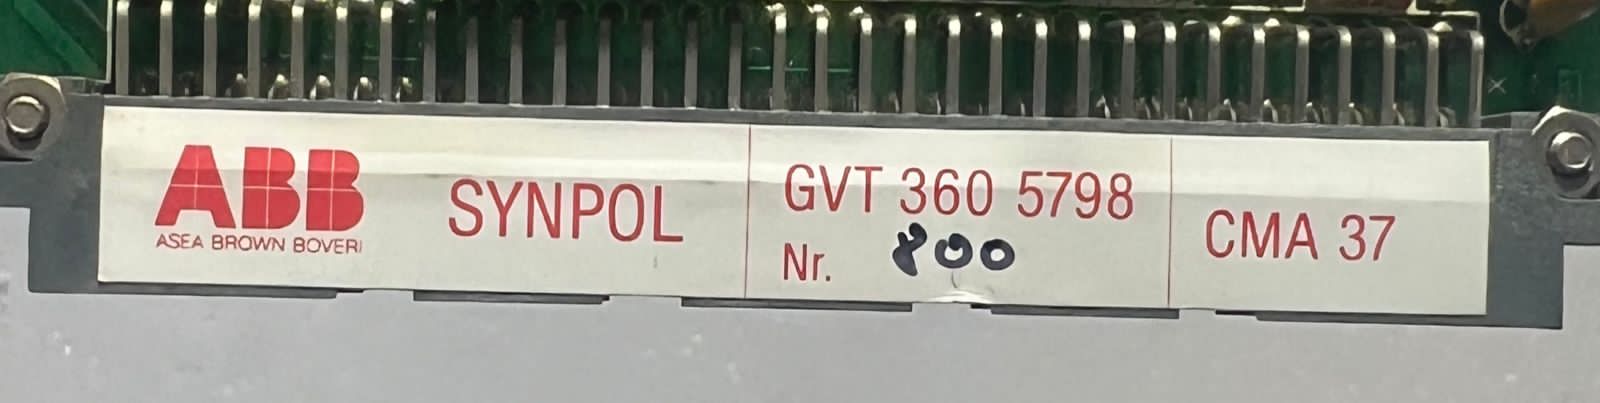 ABB
ASEA BROWN BOVERI
SYNPOL
GVT 360 5798
Nr. 800
CMA 37